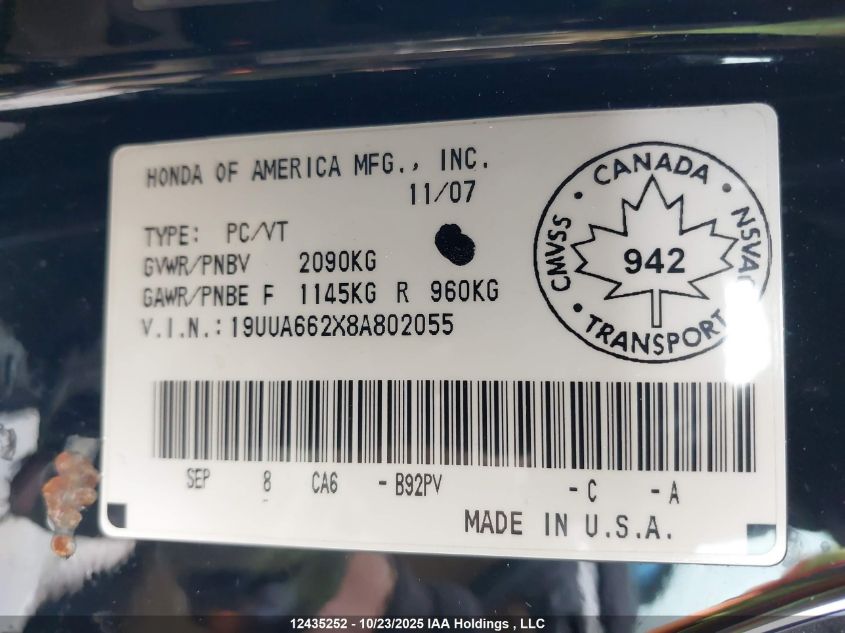 HONDA OF AMERICA MFG., INC.
11/07
TYPE: PC/VT
GVWR/PNBV 2090KG
GAWR/PNBE F 1145KG R 960KG
V.I.N.: 19UUA662X8A802055
• CANADA •
CMVSS 942 NSVAC
• TRANSPORT
SEP 8 CA6 - B92PV - C - A
MADE IN U.S.A.
12435252 - 10/23/2025 IAA Holdings , LLC